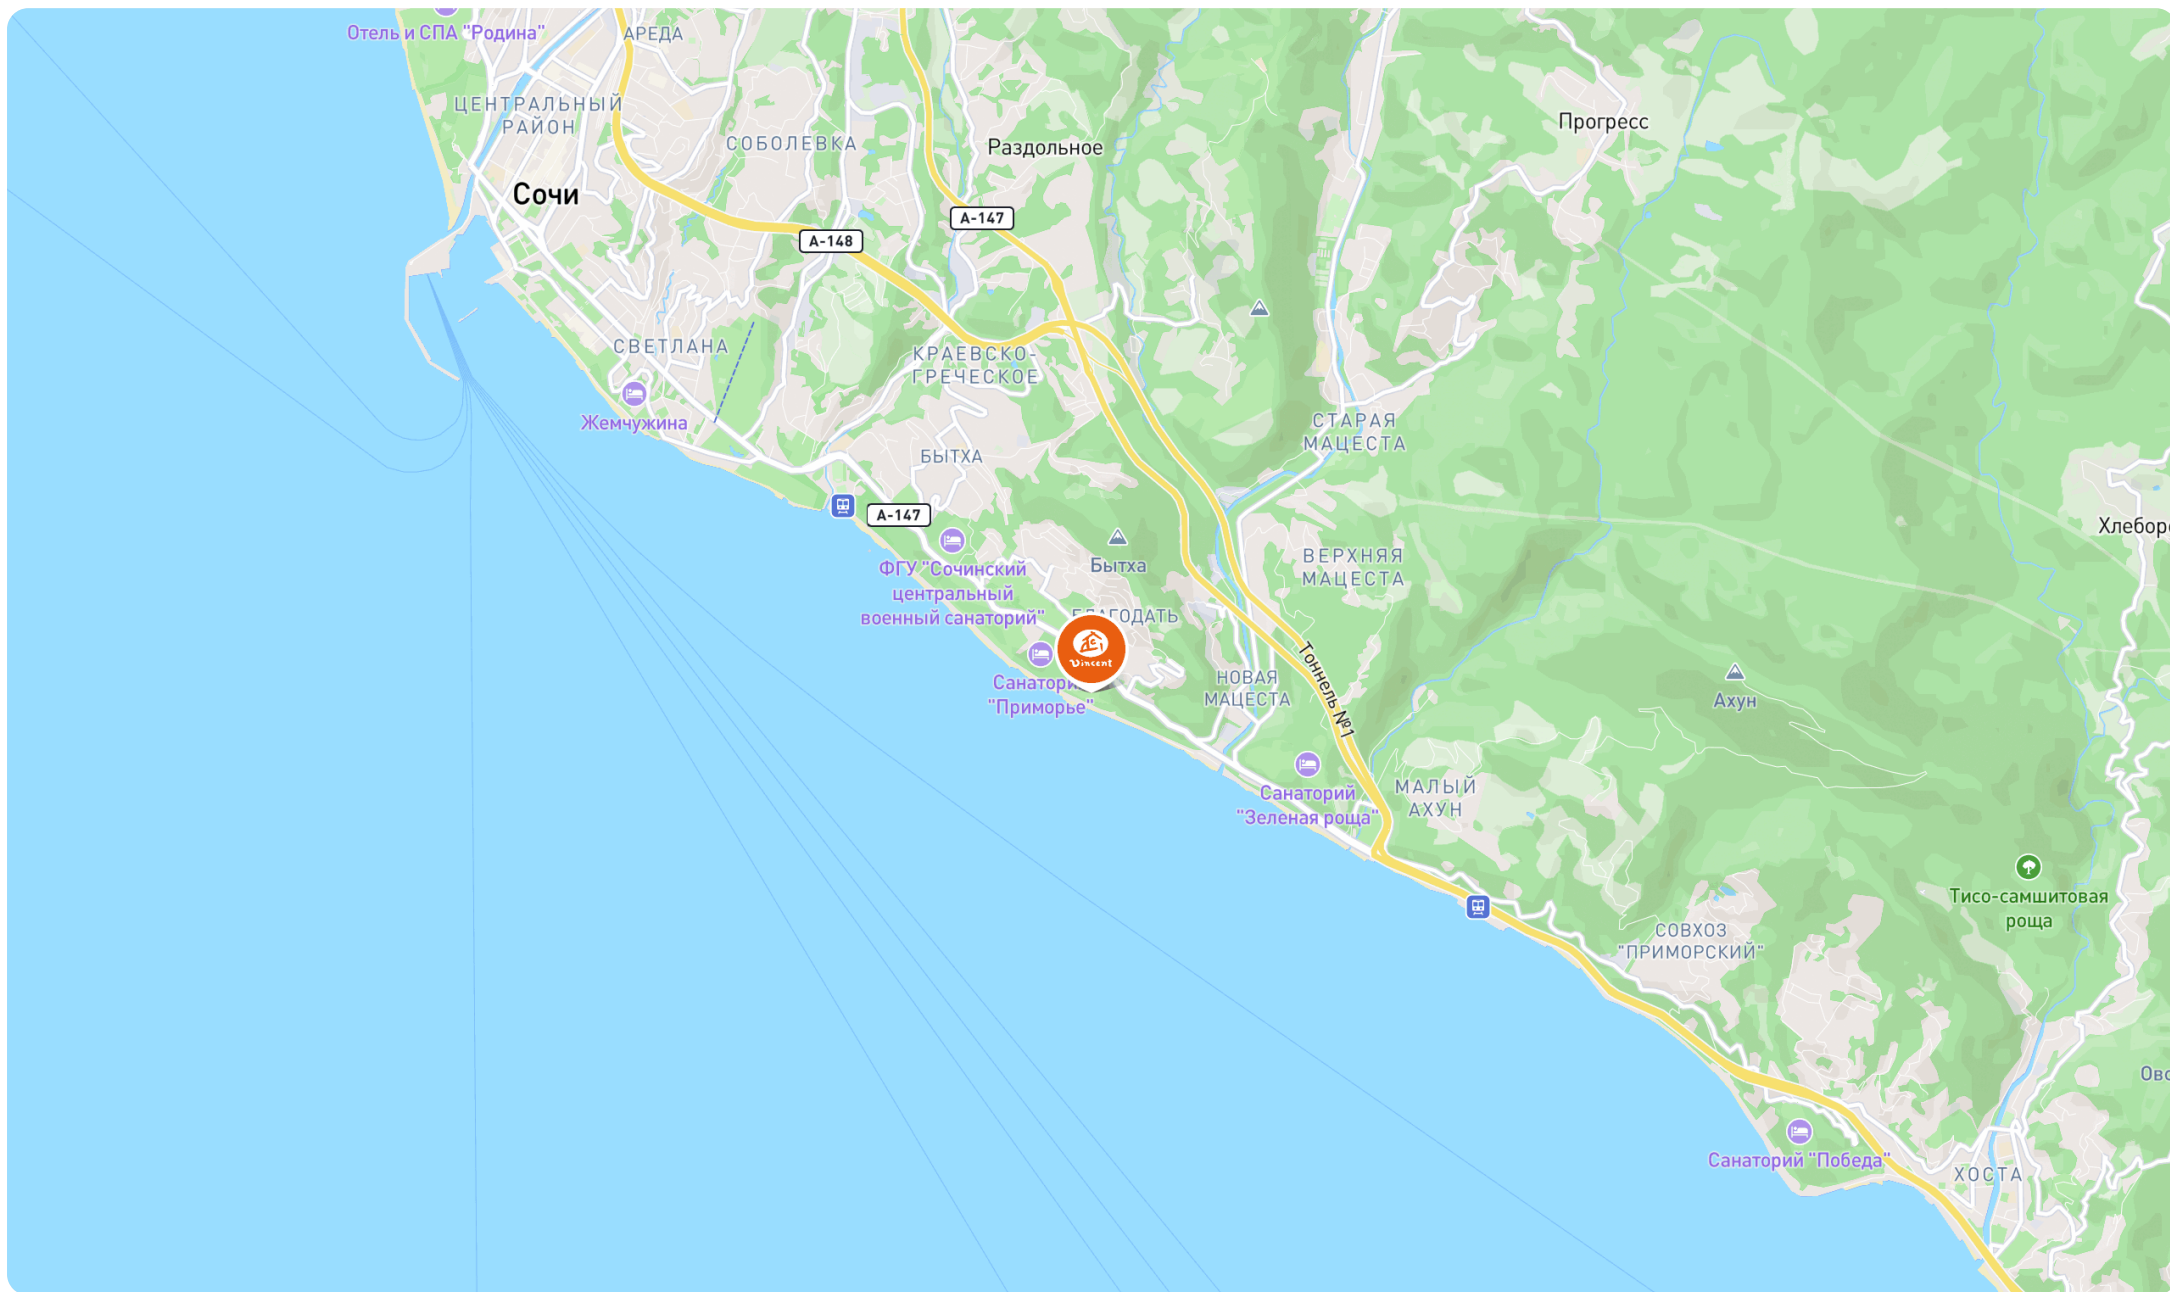 Отель и СПА "Родина"
АРЕДА
ЦЕНТРАЛЬНЫЙ
РАЙОН
СОБОЛЕВКА
Раздольное
Прогресс
Сочи
А-147
А-148
СВЕТЛАНА
КРАЕВСКО-
ГРЕЧЕСКОЕ
Жемчужина
СТАРАЯ
МАЦЕСТА
БЫТХА
А-147
Хлеборо
Бытха
ВЕРХНЯЯ
МАЦЕСТА
ФГУ "Сочинский
центральный
военный санаторий"
БЛАГОДАТЬ
Vincent
Санатори
"Приморье"
НОВАЯ
МАЦЕСТА
Тоннель №1
Ахун
Санаторий
"Зеленая роща"
МАЛЫЙ
АХУН
Тисо-самшитовая
роща
СОВХОЗ
"ПРИМОРСКИЙ"
Ово
Санаторий "Победа"
ХОСТА